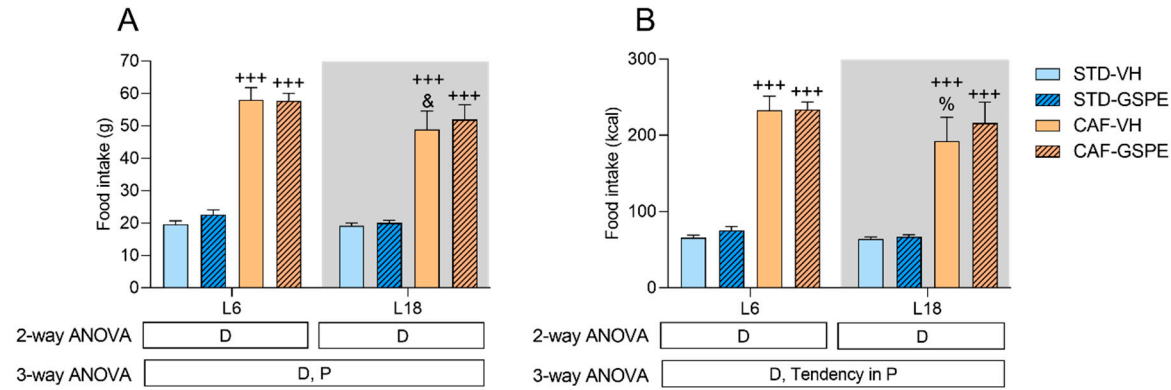 A
B
70
60
50
40
30
20
10
0
Food intake (g)
+++
+++
+++
&
+++
L6
L18
2-way ANOVA
D
D
3-way ANOVA
D, P
300
200
100
0
Food intake (kcal)
+++
+++
+++
%
+++
L6
L18
2-way ANOVA
D
D
3-way ANOVA
D, Tendency in P
STD-VH
STD-GSPE
CAF-VH
CAF-GSPE